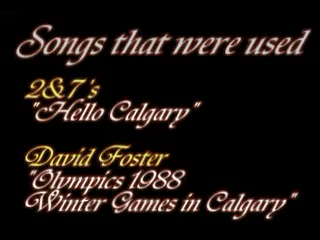 Songs that were used
2&7's
"Hello Calgary"
David Foster
"Olympics 1988
Winter Games in Calgary"